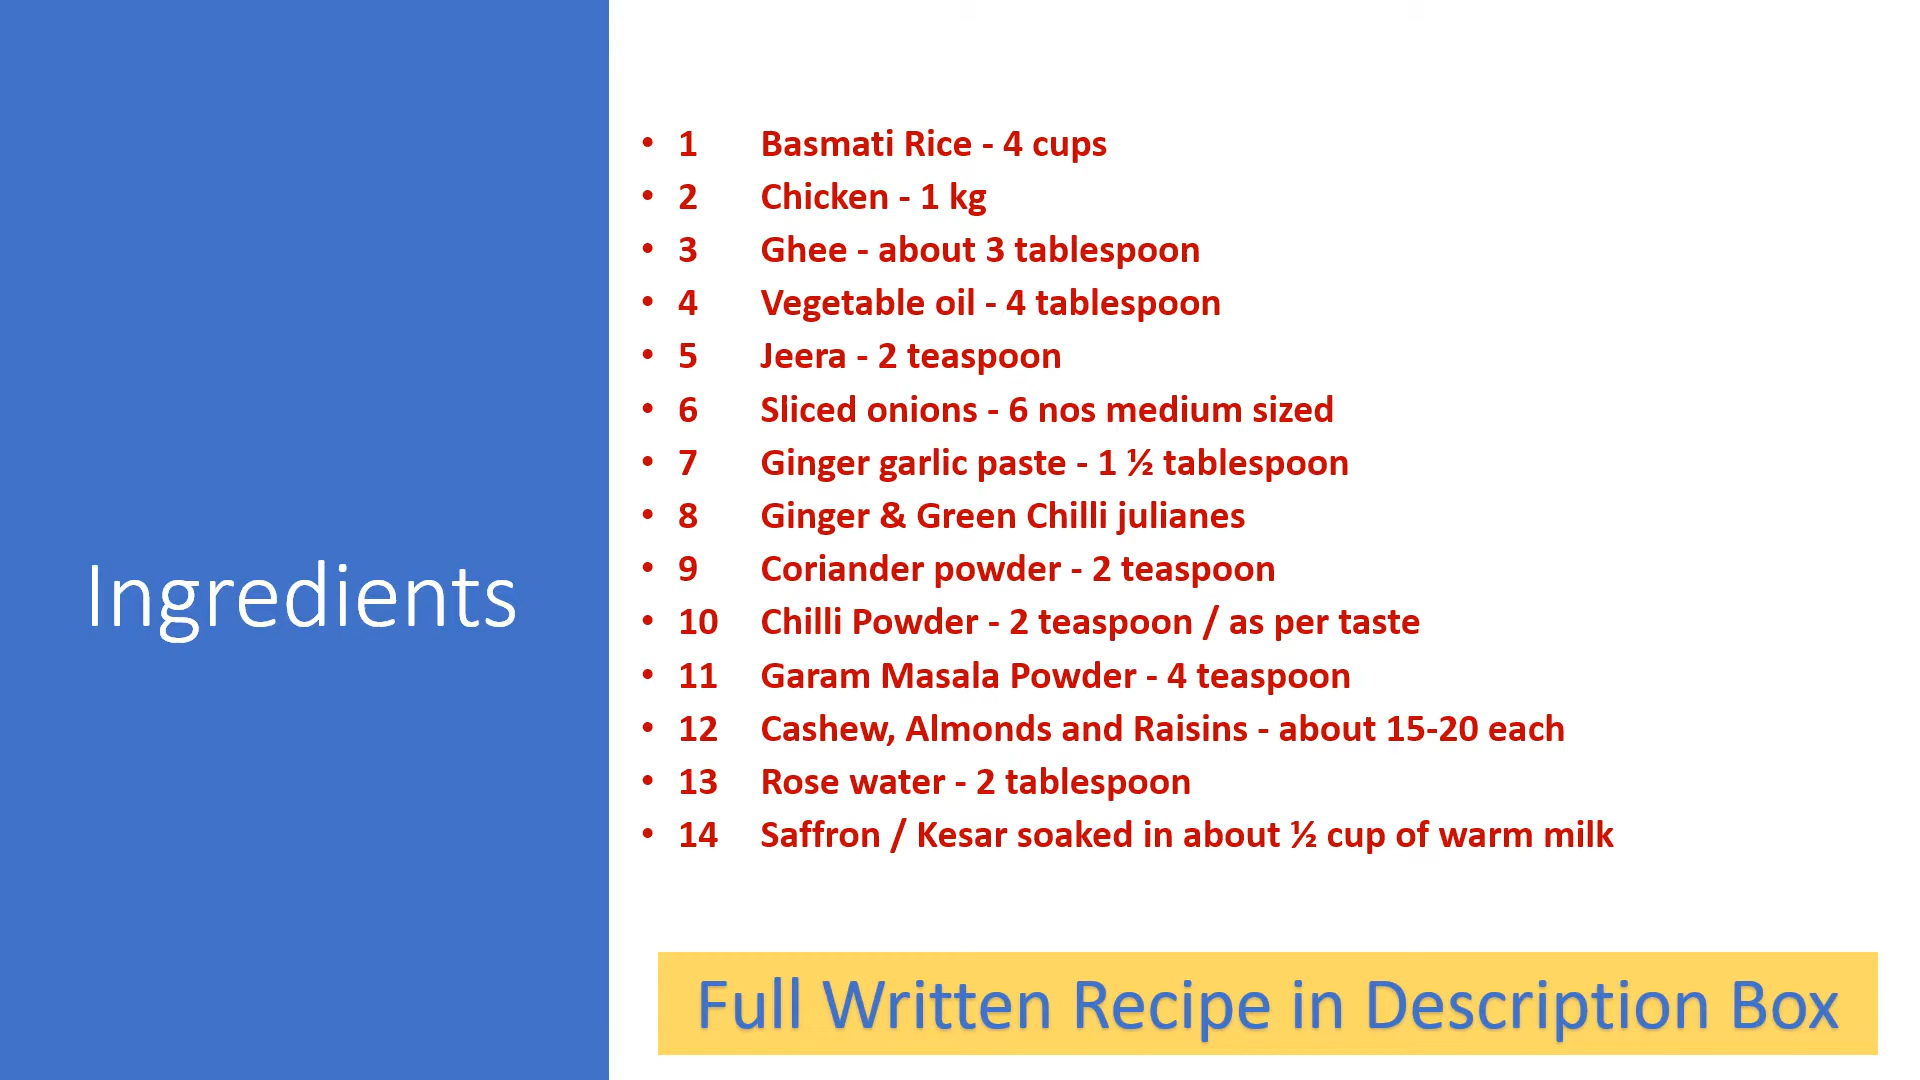 Ingredients
• 1 Basmati Rice - 4 cups
• 2 Chicken - 1 kg
• 3 Ghee - about 3 tablespoon
• 4 Vegetable oil - 4 tablespoon
• 5 Jeera - 2 teaspoon
• 6 Sliced onions - 6 nos medium sized
• 7 Ginger garlic paste - 1 ½ tablespoon
• 8 Ginger & Green Chilli julianes
• 9 Coriander powder - 2 teaspoon
• 10 Chilli Powder - 2 teaspoon / as per taste
• 11 Garam Masala Powder - 4 teaspoon
• 12 Cashew, Almonds and Raisins - about 15-20 each
• 13 Rose water - 2 tablespoon
• 14 Saffron / Kesar soaked in about ½ cup of warm milk
Full Written Recipe in Description Box